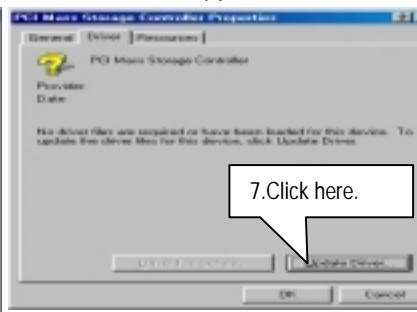 PCI Mass Storage Controller Properties
General Driver Resources
PCI Mass Storage Controller
Provider:
Date:
No driver files are required or have been loaded for this device. To
update the driver files for this device, click Update Driver.
7.Click here.
Update Driver...
OK Cancel